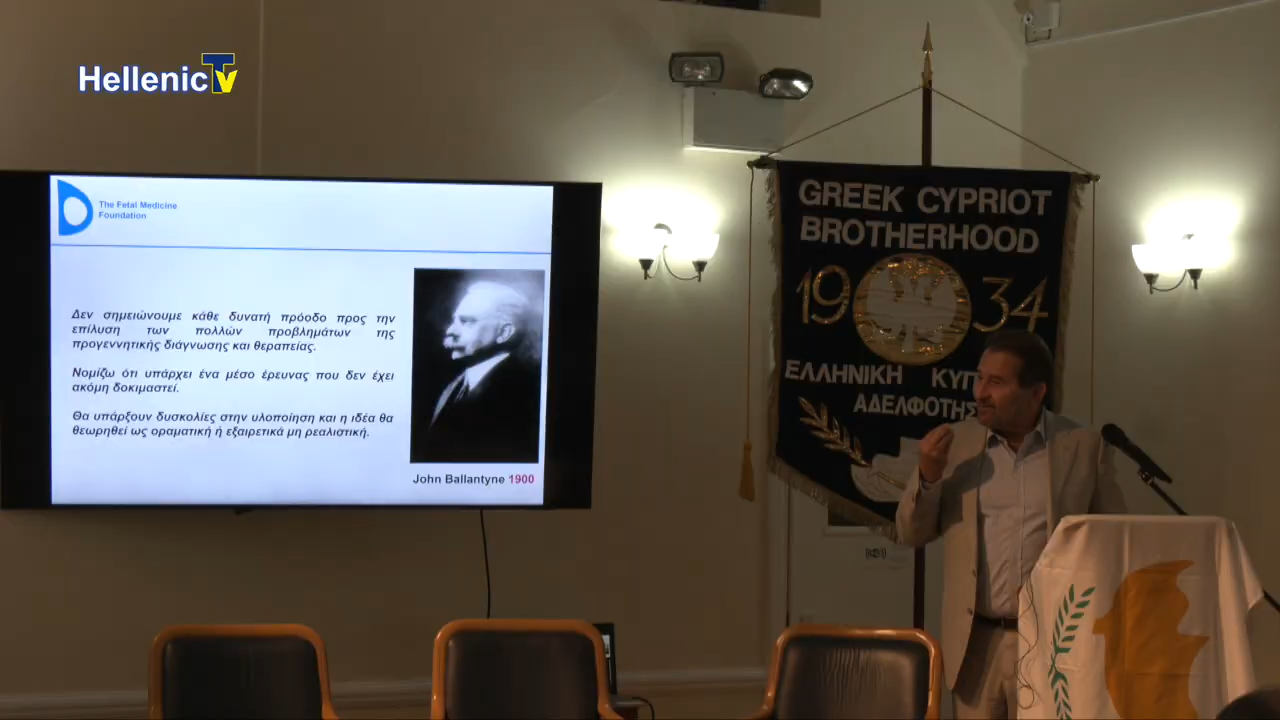 HellenicTv
The Fetal Medicine
Foundation
Δεν σημειώνουμε κάθε δυνατή πρόοδο προς την
επίλυση των πολλών προβλημάτων της
προγεννητικής διάγνωσης και θεραπείας.
Νομίζω ότι υπάρχει ένα μέσο έρευνας που δεν έχει
ακόμη δοκιμαστεί.
Θα υπάρξουν δυσκολίες στην υλοποίηση και η ιδέα θα
θεωρηθεί ως οραματική ή εξαιρετικά μη ρεαλιστική.
John Ballantyne 1900
GREEK CYPRIOT
BROTHERHOOD
19 34
ΕΛΛΗΝΙΚΗ ΚΥΠ
ΑΔΕΛΦΟΤΗΣ